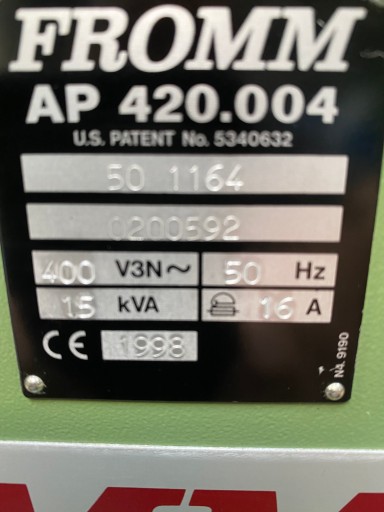 FROMM
AP 420.004
U.S. PATENT No. 5340632
50 1164
0200592
400 V3N~ 50 Hz
15 kVA 16 A
CE 1998
N4. 9190